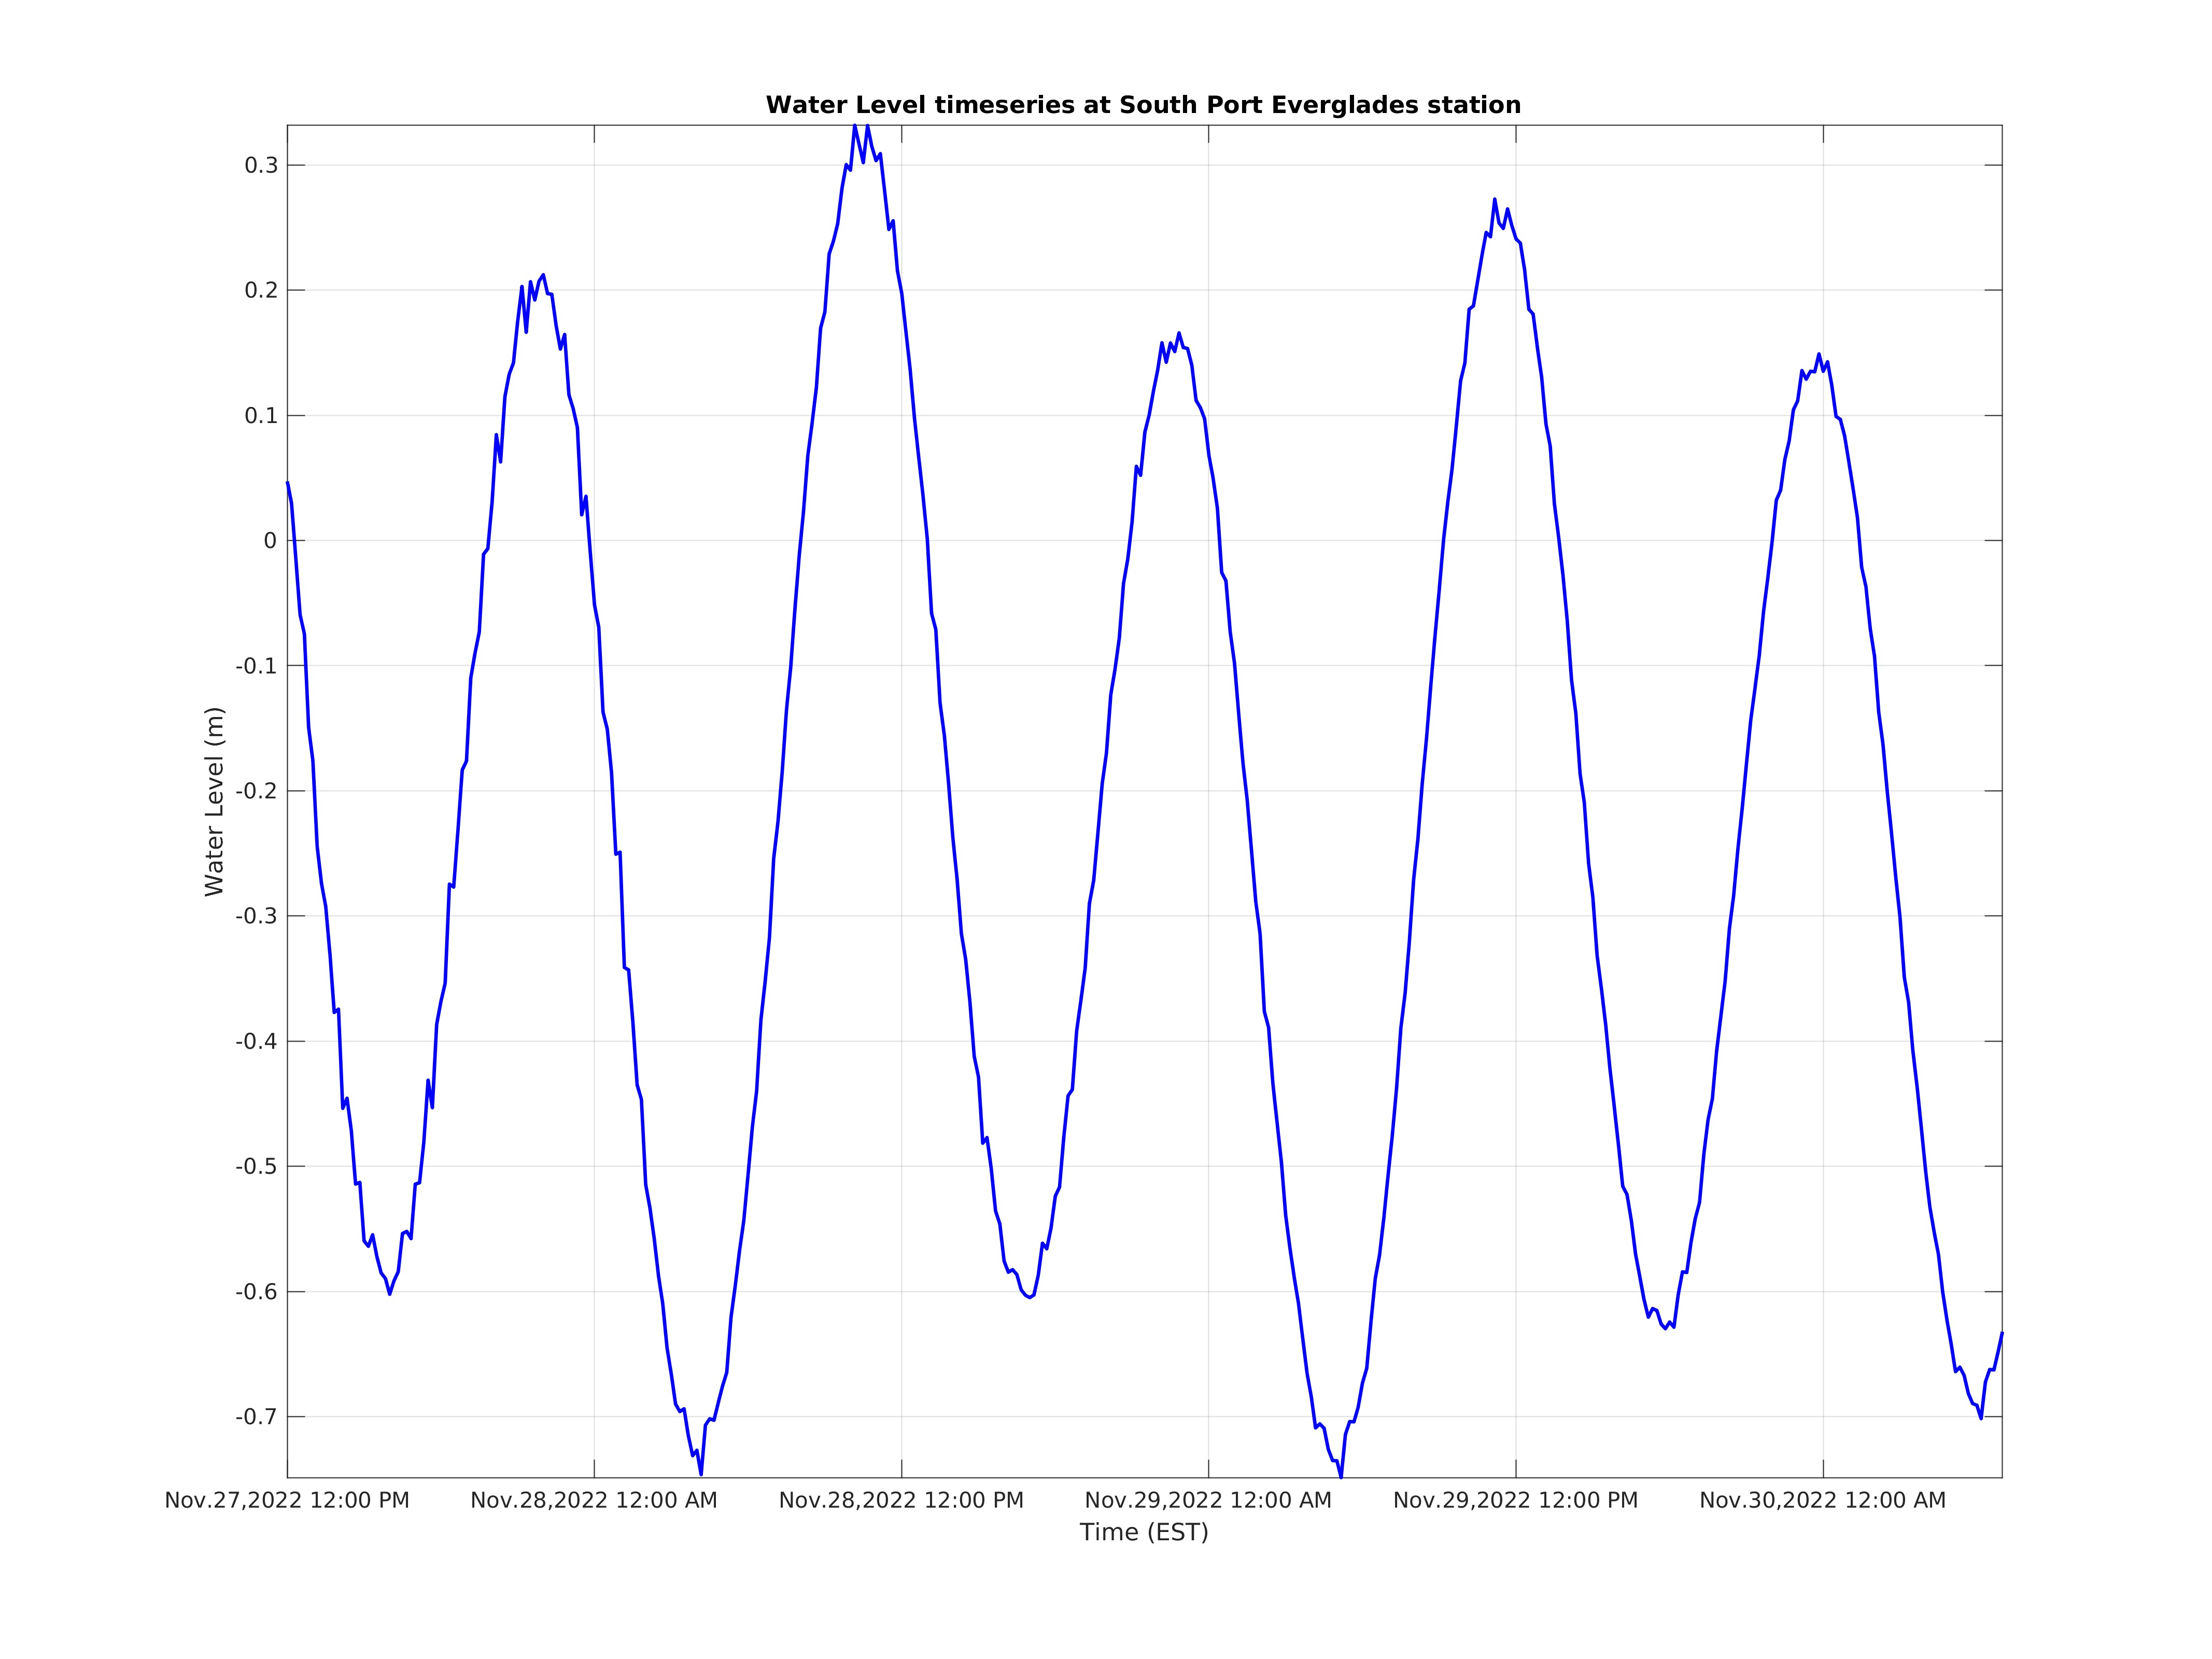 Water Level timeseries at South Port Everglades station
0.3
0.2
0.1
0
-0.1
-0.2
-0.3
-0.4
-0.5
-0.6
-0.7
Water Level (m)
Nov.27,2022 12:00 PM
Nov.28,2022 12:00 AM
Nov.28,2022 12:00 PM
Nov.29,2022 12:00 AM
Nov.29,2022 12:00 PM
Nov.30,2022 12:00 AM
Time (EST)